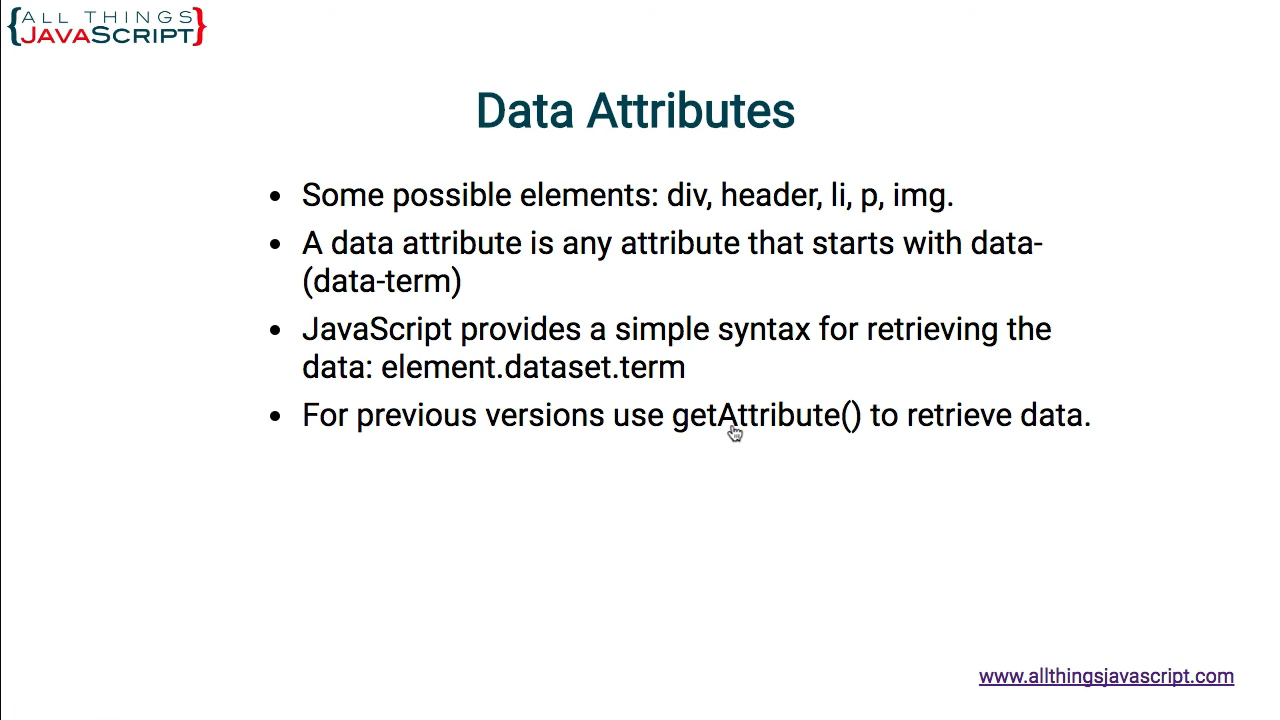 {ALL THINGS
JAVASCRIPT}
Data Attributes
• Some possible elements: div, header, li, p, img.
• A data attribute is any attribute that starts with data-
(data-term)
• JavaScript provides a simple syntax for retrieving the
data: element.dataset.term
• For previous versions use getAttribute() to retrieve data.
www.allthingsjavascript.com